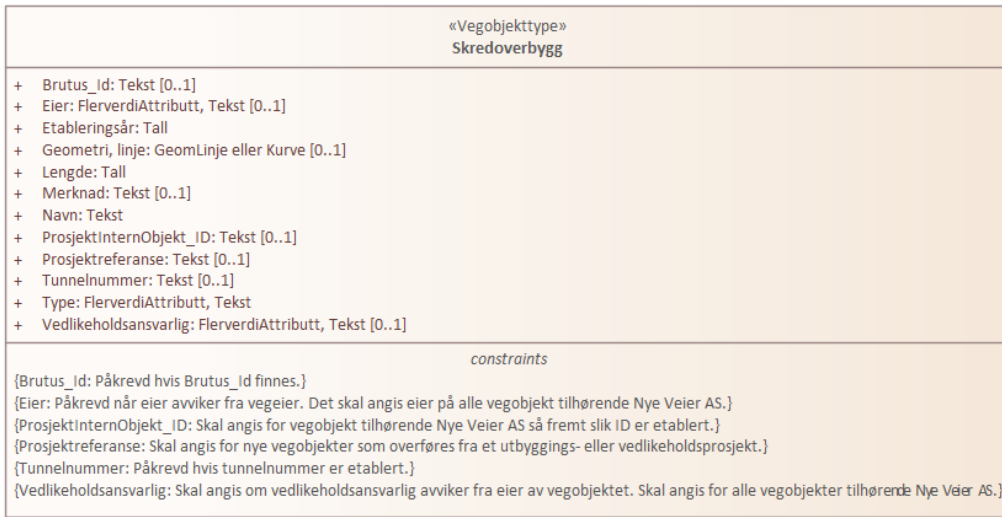 «Vegobjekttype»
Skredoverbygg
+ Brutus_Id: Tekst [0..1]
+ Eier: FlerverdiAttributt, Tekst [0..1]
+ Etableringsår: Tall
+ Geometri, linje: GeomLinje eller Kurve [0..1]
+ Lengde: Tall
+ Merknad: Tekst [0..1]
+ Navn: Tekst
+ ProsjektInternObjekt_ID: Tekst [0..1]
+ Prosjektreferanse: Tekst [0..1]
+ Tunnelnummer: Tekst [0..1]
+ Type: FlerverdiAttributt, Tekst
+ Vedlikeholdsansvarlig: FlerverdiAttributt, Tekst [0..1]
constraints
{Brutus_Id: Påkrevd hvis Brutus_Id finnes.}
{Eier: Påkrevd når eier avviker fra vegeier. Det skal angis eier på alle vegobjekt tilhørende Nye Veier AS.}
{ProsjektInternObjekt_ID: Skal angis for vegobjekt tilhørende Nye Veier AS så fremt slik ID er etablert.}
{Prosjektreferanse: Skal angis for nye vegobjekter som overføres fra et utbyggings- eller vedlikeholdsprosjekt.}
{Tunnelnummer: Påkrevd hvis tunnelnummer er etablert.}
{Vedlikeholdsansvarlig: Skal angis om vedlikeholdsansvarlig avviker fra eier av vegobjektet. Skal angis for alle vegobjekter tilhørende Nye Veier AS.}